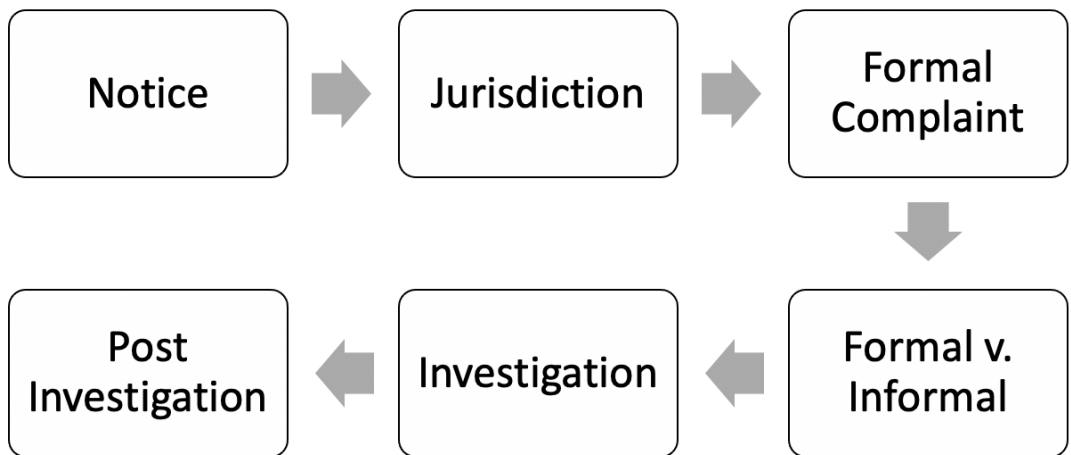 Notice
Jurisdiction
Formal
Complaint
Formal v.
Informal
Investigation
Post
Investigation